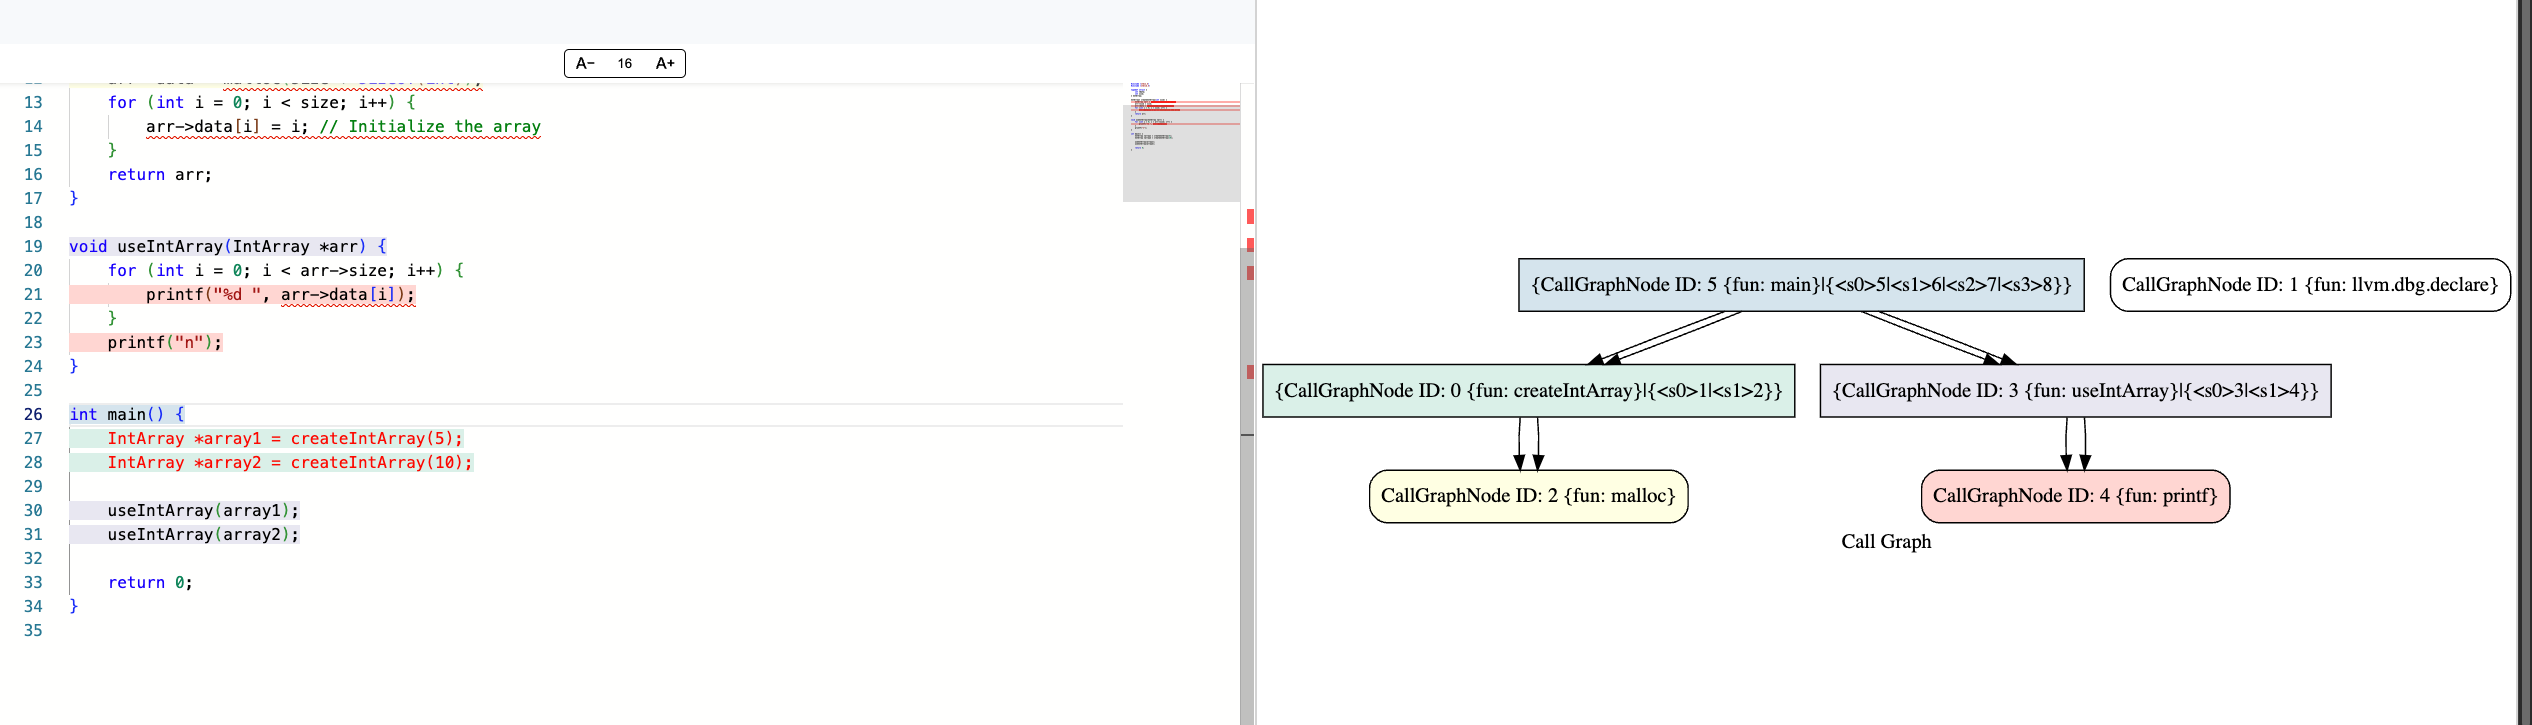 A- 16 A+
13 for (int i = 0; i < size; i++) {
14 arr->data[i] = i; // Initialize the array
15 }
16 return arr;
17 }
18
19 void useIntArray(IntArray *arr) {
20 for (int i = 0; i < arr->size; i++) {
21 printf("%d ", arr->data[i]);
22 }
23 printf("n");
24 }
25
26 int main() {
27 IntArray *array1 = createIntArray(5);
28 IntArray *array2 = createIntArray(10);
29
30 useIntArray(array1);
31 useIntArray(array2);
32
33 return 0;
34 }
35
{CallGraphNode ID: 5 {fun: main}|{<s0>5|<s1>6|<s2>7|<s3>8}}
CallGraphNode ID: 1 {fun: llvm.dbg.declare}
{CallGraphNode ID: 0 {fun: createIntArray}|{<s0>1|<s1>2}}
{CallGraphNode ID: 3 {fun: useIntArray}|{<s0>3|<s1>4}}
CallGraphNode ID: 2 {fun: malloc}
CallGraphNode ID: 4 {fun: printf}
Call Graph